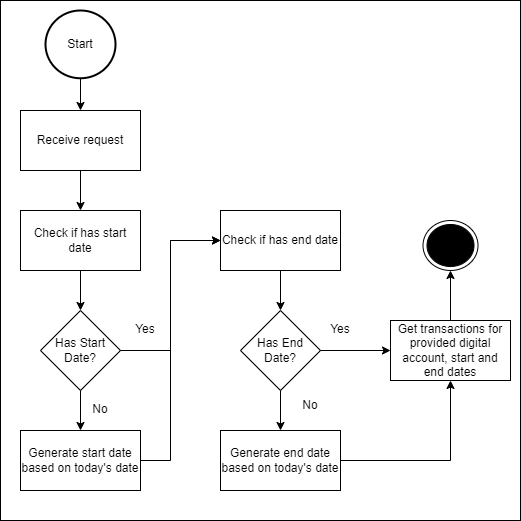 Start
Receive request
Check if has start
date
Has Start
Date?
Yes
No
Generate start date
based on today's date
Check if has end date
Has End
Date?
Yes
No
Generate end date
based on today's date
Get transactions for
provided digital
account, start and
end dates